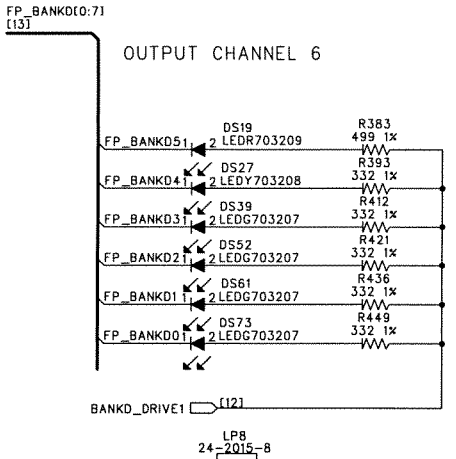 FP_BANKD[0:7]
[13]
OUTPUT CHANNEL 6
DS19
R383
FP_BANKD5 1 2 LEDR703209 499 1%
DS27
R393
FP_BANKD4 1 2 LEDY703208 332 1%
DS39
R412
FP_BANKD3 1 2 LEDG703207 332 1%
DS52
R421
FP_BANKD2 1 2 LEDG703207 332 1%
DS61
R436
FP_BANKD1 1 2 LEDG703207 332 1%
DS73
R449
FP_BANKD0 1 2 LEDG703207 332 1%
BANKD_DRIVE1 [12]
LP8
24-2015-8